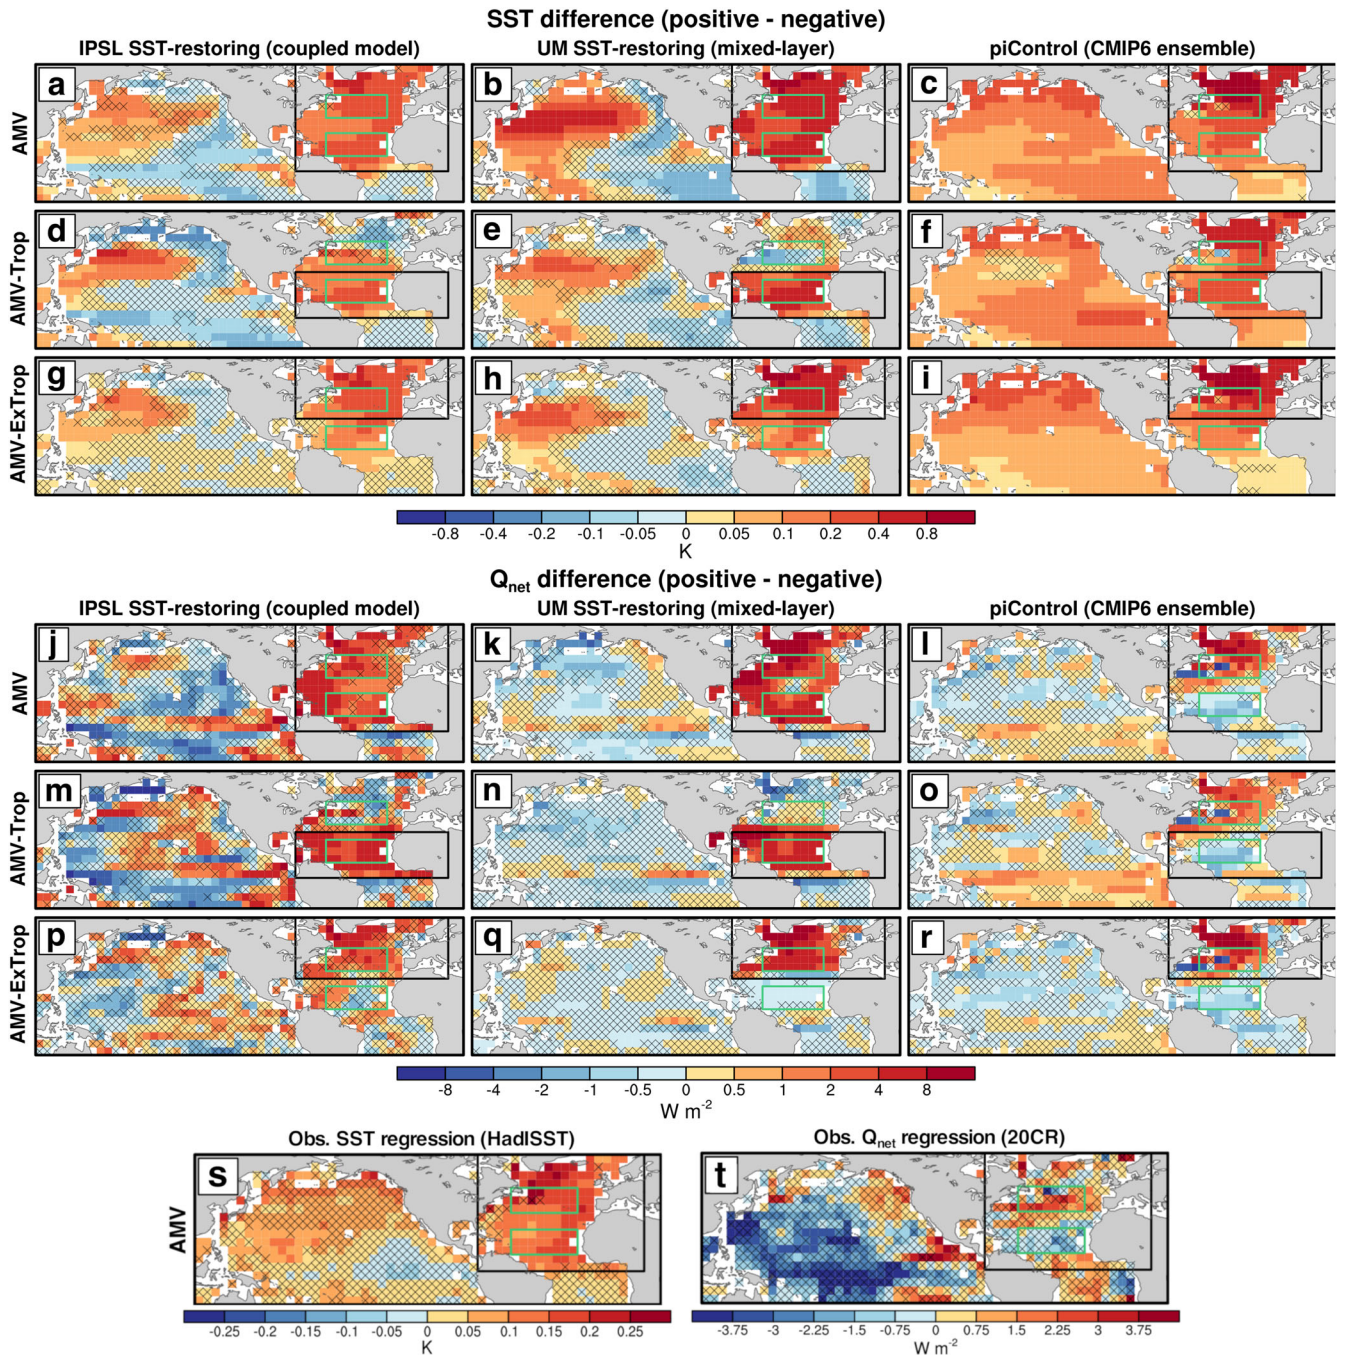 SST difference (positive - negative)
IPSL SST-restoring (coupled model)
UM SST-restoring (mixed-layer)
piControl (CMIP6 ensemble)
AMV
a
b
c
AMV-Trop
d
e
f
AMV-ExTrop
g
h
i
-0.8 -0.4 -0.2 -0.1 -0.05 0 0.05 0.1 0.2 0.4 0.8
K
Qnet difference (positive - negative)
IPSL SST-restoring (coupled model)
UM SST-restoring (mixed-layer)
piControl (CMIP6 ensemble)
AMV
j
k
l
AMV-Trop
m
n
o
AMV-ExTrop
p
q
r
-8 -4 -2 -1 -0.5 0 0.5 1 2 4 8
W m-2
Obs. SST regression (HadISST)
Obs. Qnet regression (20CR)
AMV
s
t
-0.25 -0.2 -0.15 -0.1 -0.05 0 0.05 0.1 0.15 0.2 0.25
K
-3.75 -3 -2.25 -1.5 -0.75 0 0.75 1.5 2.25 3 3.75
W m-2